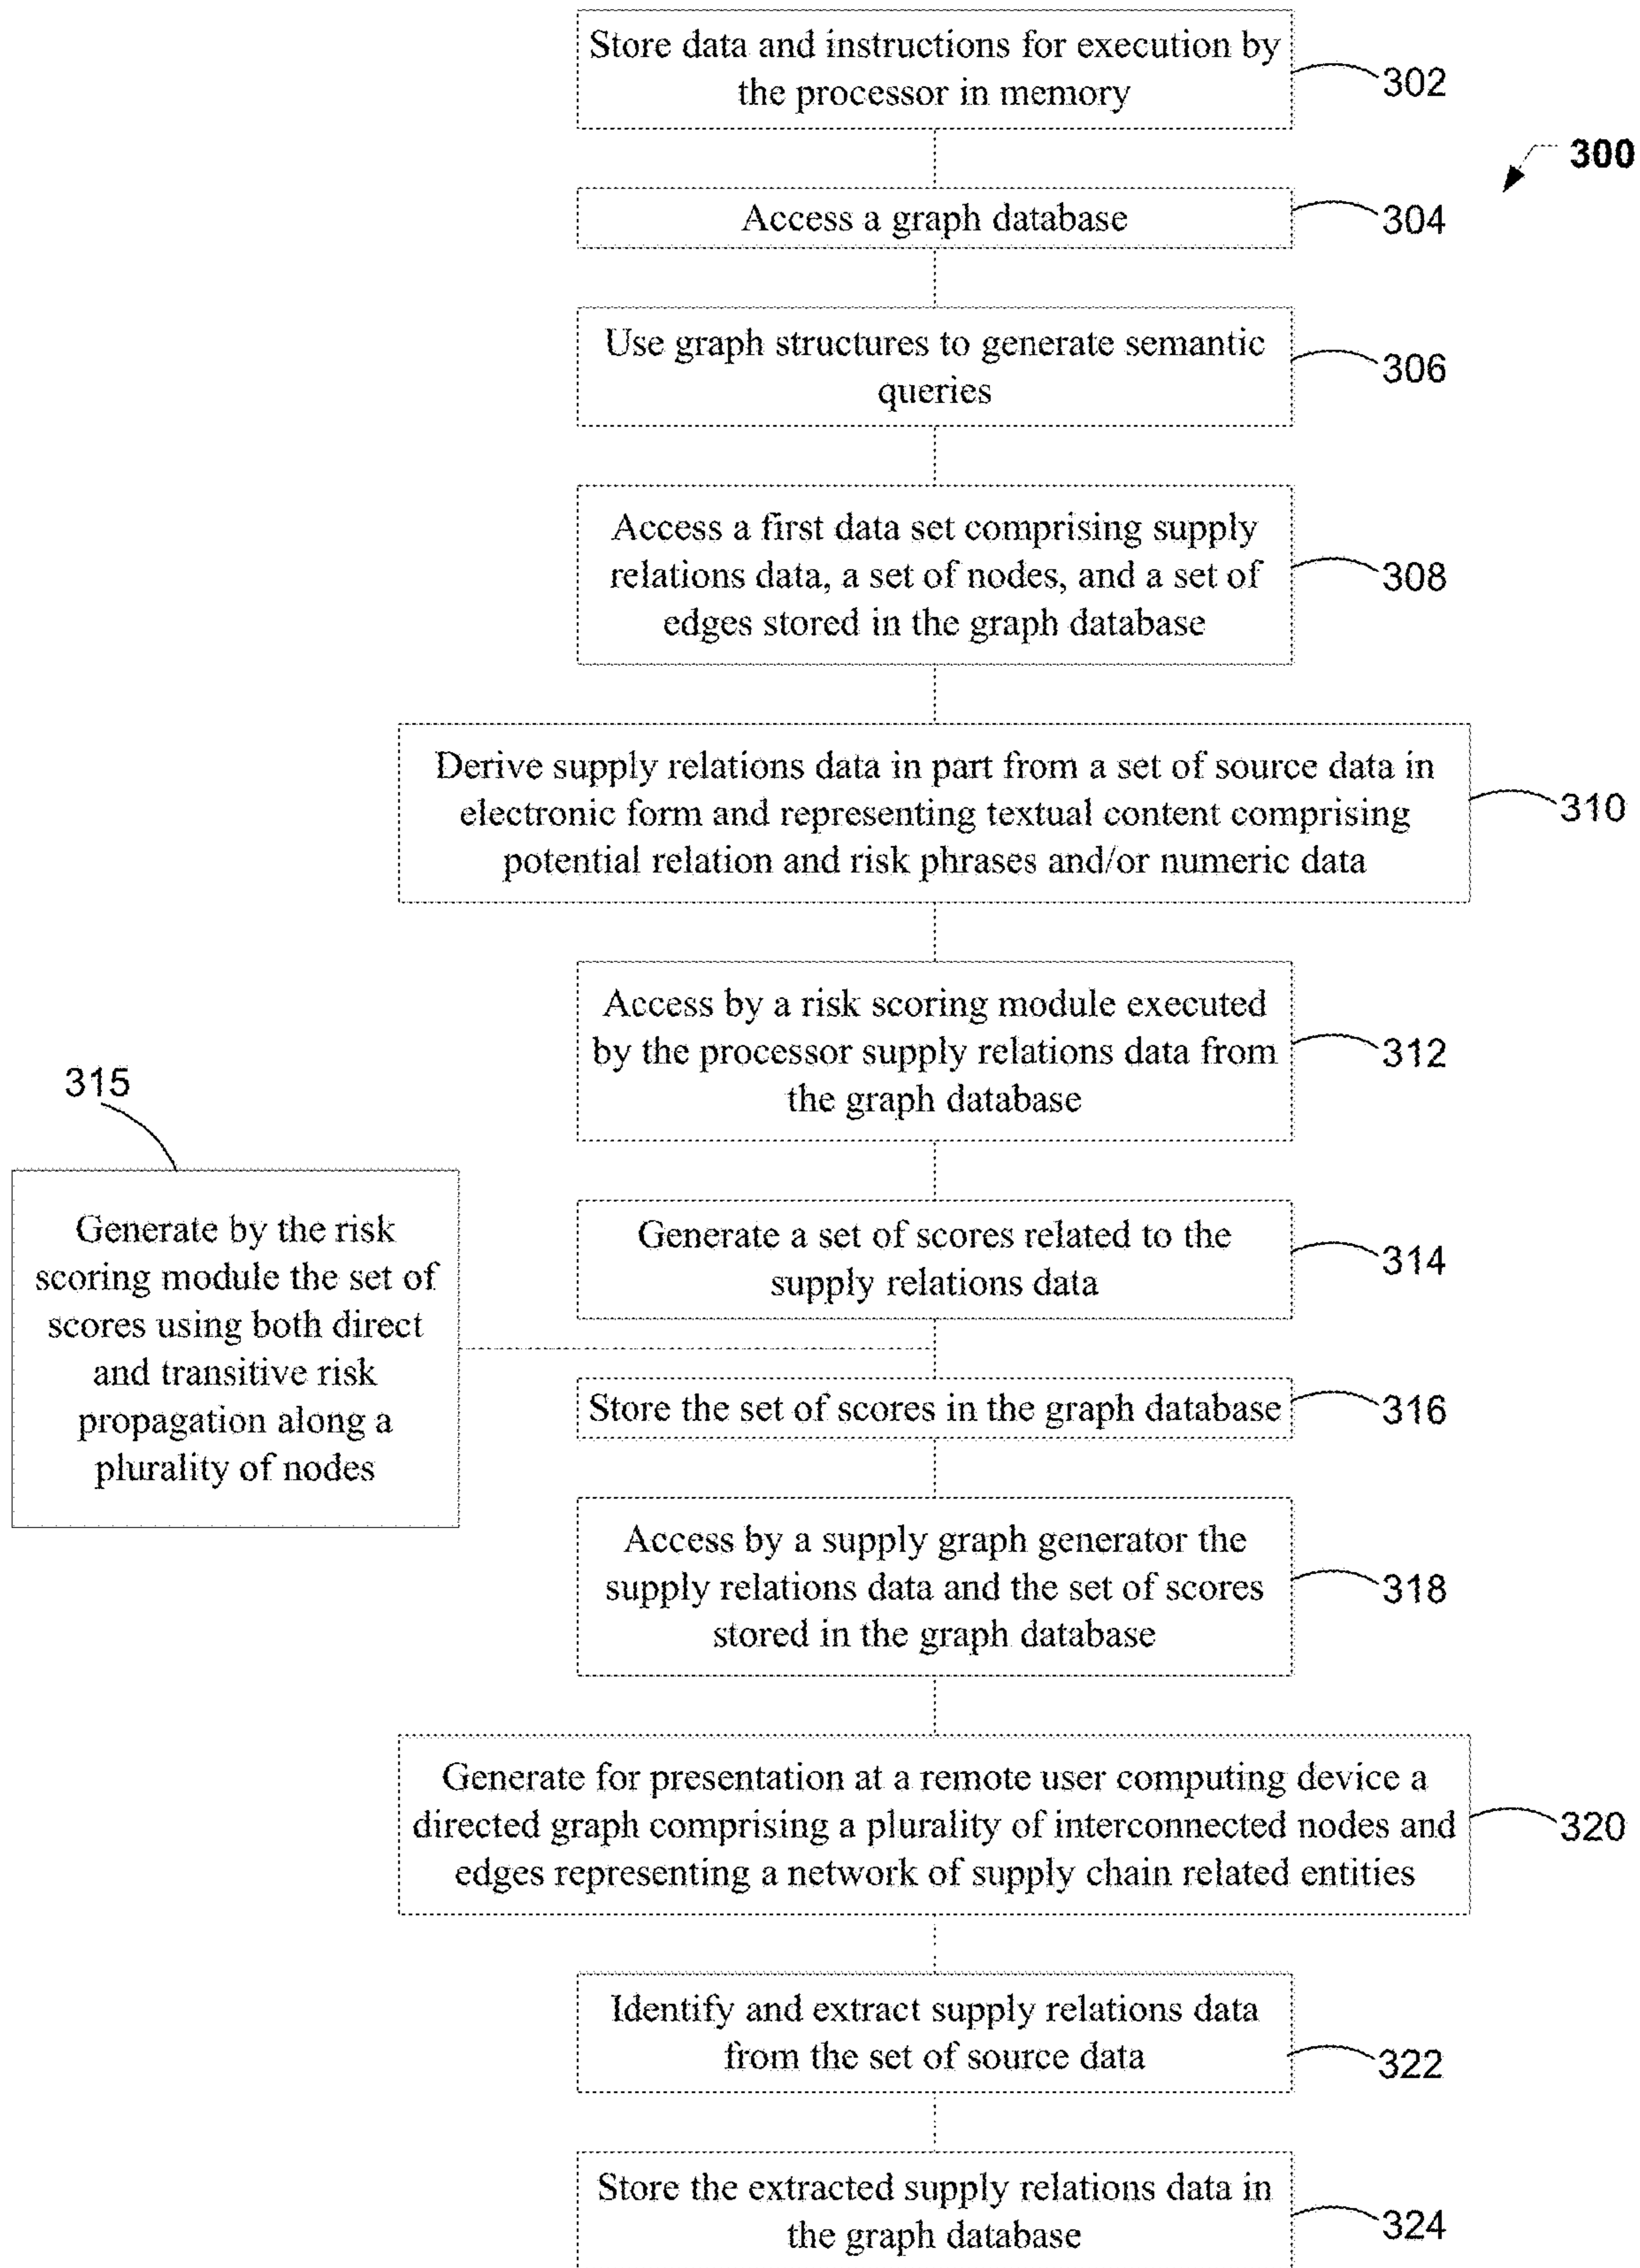 Store data and instructions for execution by
the processor in memory
302
300
Access a graph database
304
Use graph structures to generate semantic
queries
306
Access a first data set comprising supply
relations data, a set of nodes, and a set of
edges stored in the graph database
308
Derive supply relations data in part from a set of source data in
electronic form and representing textual content comprising
potential relation and risk phrases and/or numeric data
310
Access by a risk scoring module executed
by the processor supply relations data from
the graph database
312
315
Generate by the risk
scoring module the set of
scores using both direct
and transitive risk
propagation along a
plurality of nodes
Generate a set of scores related to the
supply relations data
314
Store the set of scores in the graph database
316
Access by a supply graph generator the
supply relations data and the set of scores
stored in the graph database
318
Generate for presentation at a remote user computing device a
directed graph comprising a plurality of interconnected nodes and
edges representing a network of supply chain related entities
320
Identify and extract supply relations data
from the set of source data
322
Store the extracted supply relations data in
the graph database
324